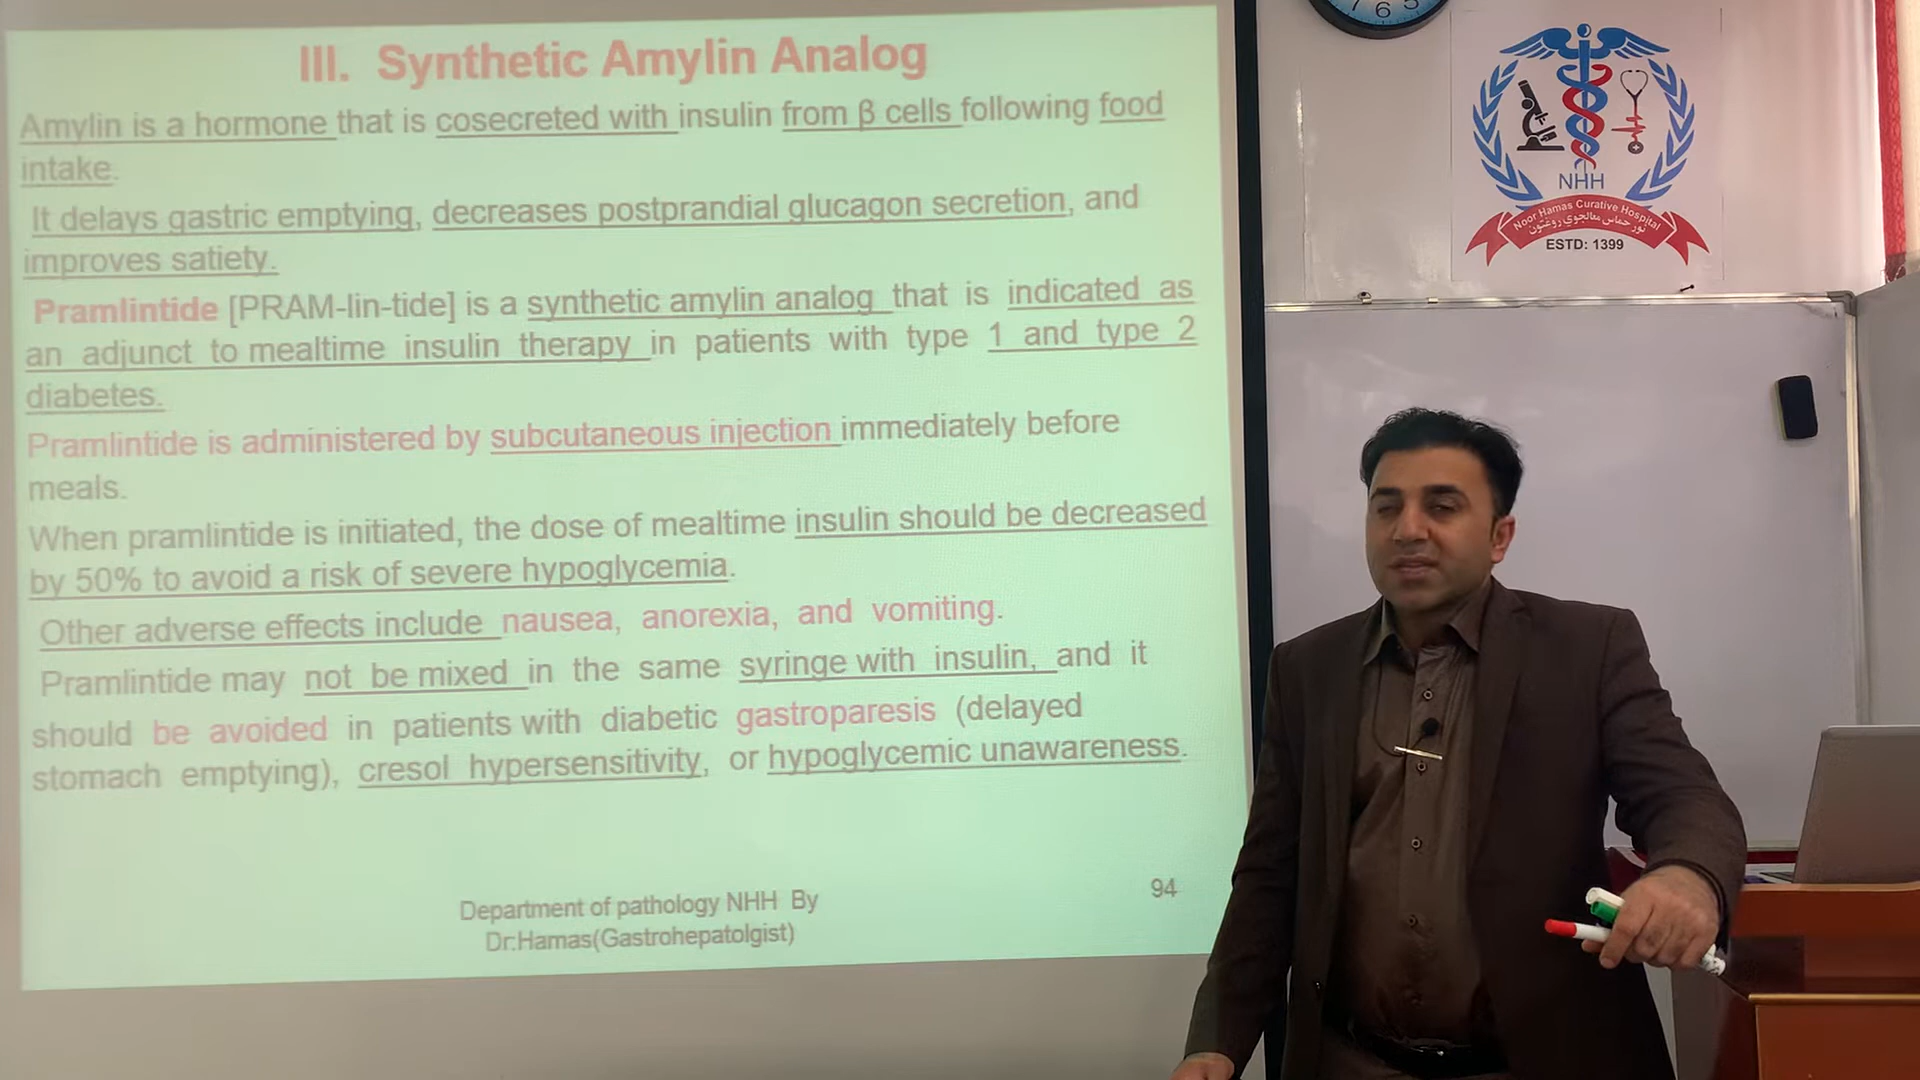 III. Synthetic Amylin Analog
Amylin is a hormone that is cosecreted with insulin from β cells following food
intake.
It delays gastric emptying, decreases postprandial glucagon secretion, and
improves satiety.
Pramlintide [PRAM-lin-tide] is a synthetic amylin analog that is indicated as
an adjunct to mealtime insulin therapy in patients with type 1 and type 2
diabetes.
Pramlintide is administered by subcutaneous injection immediately before
meals.
When pramlintide is initiated, the dose of mealtime insulin should be decreased
by 50% to avoid a risk of severe hypoglycemia.
Other adverse effects include nausea, anorexia, and vomiting.
Pramlintide may not be mixed in the same syringe with insulin, and it
should be avoided in patients with diabetic gastroparesis (delayed
stomach emptying), cresol hypersensitivity, or hypoglycemic unawareness.
Department of pathology NHH By
Dr:Hamas(Gastrohepatolgist)
94
7 6 5
NHH
Noor Hamas Curative Hospital
نور حماس معالجوي روغتون
ESTD: 1399